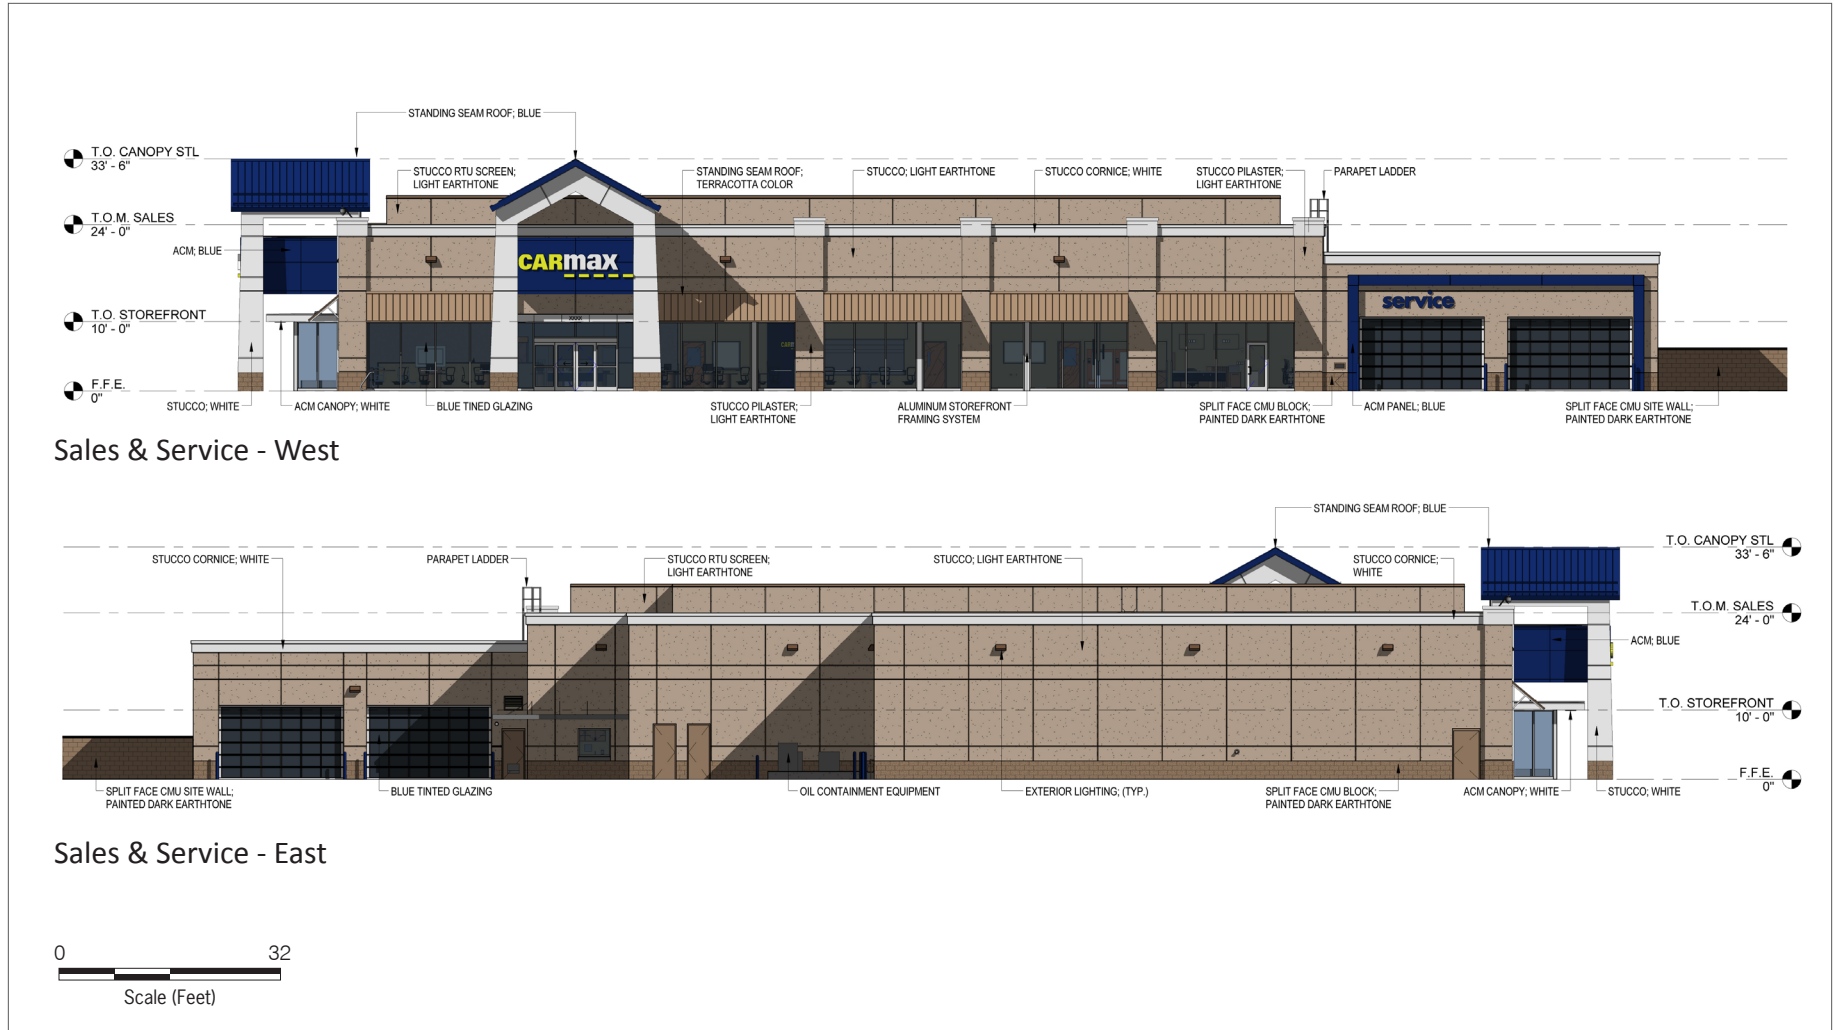 STANDING SEAM ROOF; BLUE
T.O. CANOPY STL
33' - 6"
STUCCO RTU SCREEN;
LIGHT EARTHTONE
STANDING SEAM ROOF;
TERRACOTTA COLOR
STUCCO; LIGHT EARTHTONE
STUCCO CORNICE; WHITE
STUCCO PILASTER;
LIGHT EARTHTONE
PARAPET LADDER
T.O.M. SALES
24' - 0"
ACM; BLUE
CARMAX
service
T.O. STOREFRONT
10' - 0"
XXXX
CARM
F.F.E.
0"
STUCCO; WHITE
ACM CANOPY; WHITE
BLUE TINED GLAZING
STUCCO PILASTER;
LIGHT EARTHTONE
ALUMINUM STOREFRONT
FRAMING SYSTEM
SPLIT FACE CMU BLOCK;
PAINTED DARK EARTHTONE
ACM PANEL; BLUE
SPLIT FACE CMU SITE WALL;
PAINTED DARK EARTHTONE
Sales & Service - West
STANDING SEAM ROOF; BLUE
STUCCO CORNICE; WHITE
PARAPET LADDER
STUCCO RTU SCREEN;
LIGHT EARTHTONE
STUCCO; LIGHT EARTHTONE
STUCCO CORNICE;
WHITE
T.O. CANOPY STL
33' - 6"
T.O.M. SALES
24' - 0"
ACM; BLUE
T.O. STOREFRONT
10' - 0"
F.F.E.
0"
SPLIT FACE CMU SITE WALL;
PAINTED DARK EARTHTONE
BLUE TINTED GLAZING
OIL CONTAINMENT EQUIPMENT
EXTERIOR LIGHTING; (TYP.)
SPLIT FACE CMU BLOCK;
PAINTED DARK EARTHTONE
ACM CANOPY; WHITE
STUCCO; WHITE
Sales & Service - East
0 32
Scale (Feet)